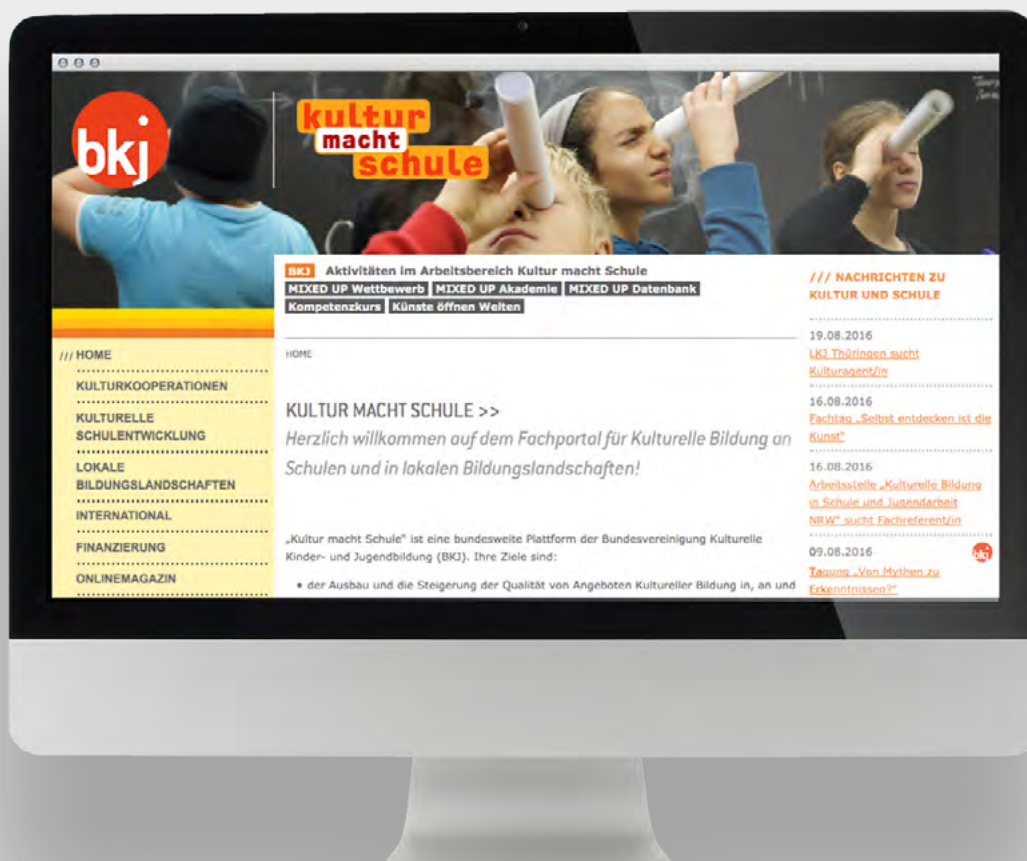 bkj
kultur
macht
schule
BKJ Aktivitäten im Arbeitsbereich Kultur macht Schule
MIXED UP Wettbewerb MIXED UP Akademie MIXED UP Datenbank
Kompetenzkurs Künste öffnen Welten
/// HOME
KULTURKOOPERATIONEN
KULTURELLE
SCHULENTWICKLUNG
LOKALE
BILDUNGSLANDSCHAFTEN
INTERNATIONAL
FINANZIERUNG
ONLINEMAGAZIN
HOME
KULTUR MACHT SCHULE >>
Herzlich willkommen auf dem Fachportal für Kulturelle Bildung an
Schulen und in lokalen Bildungslandschaften!
„Kultur macht Schule" ist eine bundesweite Plattform der Bundesvereinigung Kulturelle
Kinder- und Jugendbildung (BKJ). Ihre Ziele sind:
• der Ausbau und die Steigerung der Qualität von Angeboten Kultureller Bildung in, an und
/// NACHRICHTEN ZU
KULTUR UND SCHULE
19.08.2016
LKJ Thüringen sucht
Kulturagent/in
16.08.2016
Fachtag „Selbst entdecken ist die
Kunst"
16.08.2016
Arbeitsstelle „Kulturelle Bildung
in Schule und Jugendarbeit
NRW" sucht Fachreferent/in
09.08.2016
bkj
Tagung „Von Mythen zu
Erkenntnissen?"